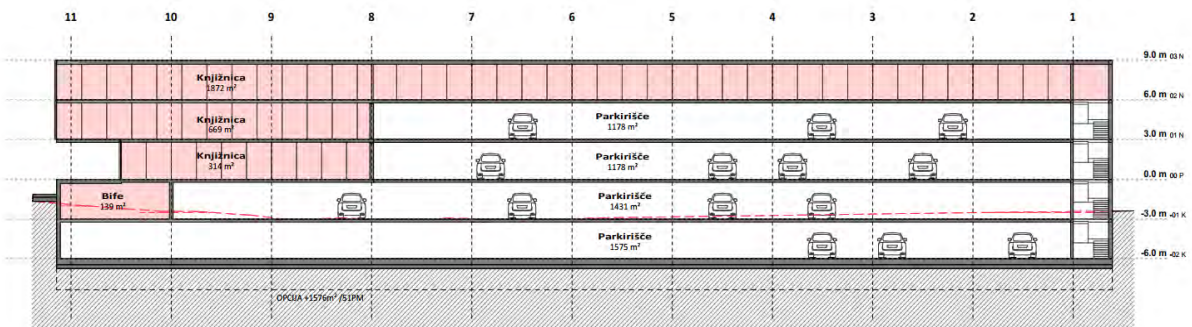 11 10 9 8 7 6 5 4 3 2 1
9.0 m 03 N
Knjižnica
1872 m²
6.0 m 02 N
Knjižnica
669 m²
Parkirišče
1178 m²
3.0 m 01 N
Knjižnica
314 m²
Parkirišče
1178 m²
0.0 m 00 P
Bife
139 m²
Parkirišče
1431 m²
-3.0 m -01 K
Parkirišče
1575 m²
-6.0 m -02 K
OPCIJA +1576m² /51PM